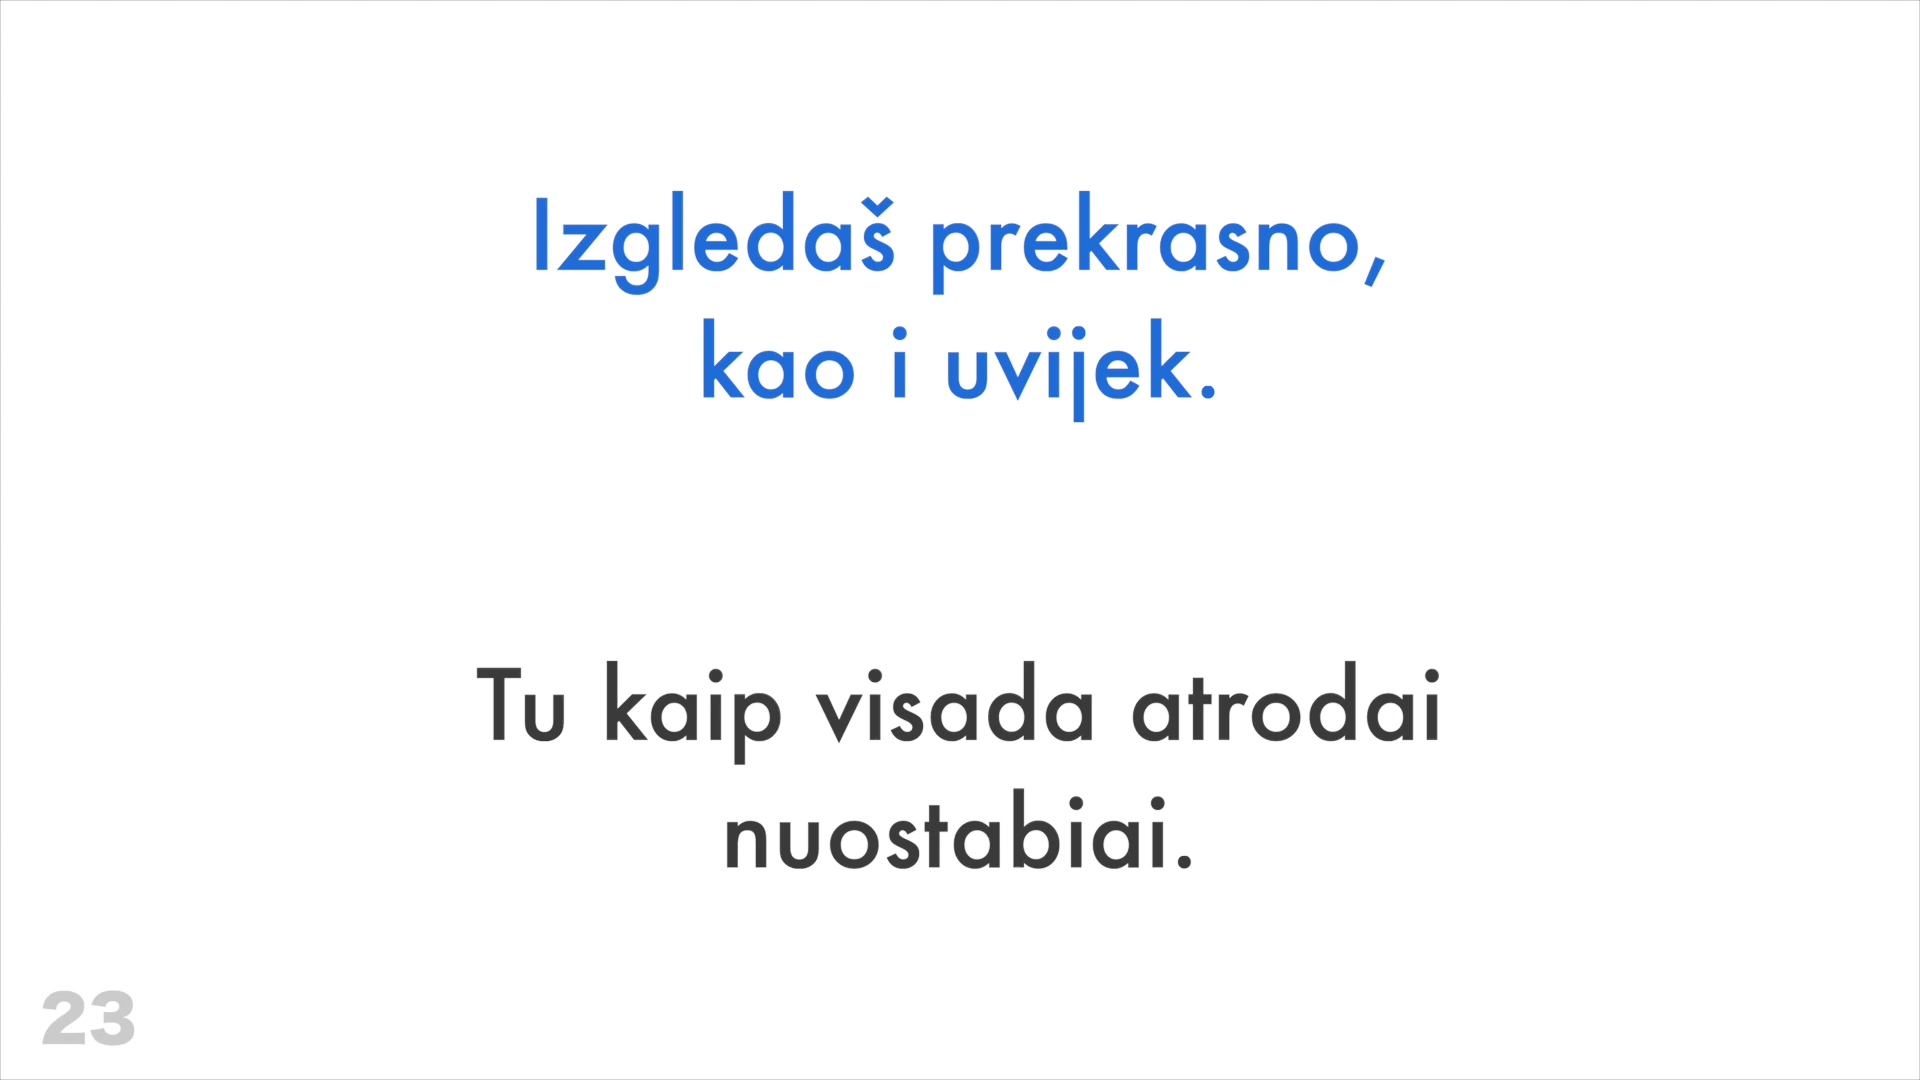 Izgledaš prekrasno,
kao i uvijek.
Tu kaip visada atrodai
nuostabiai.
23